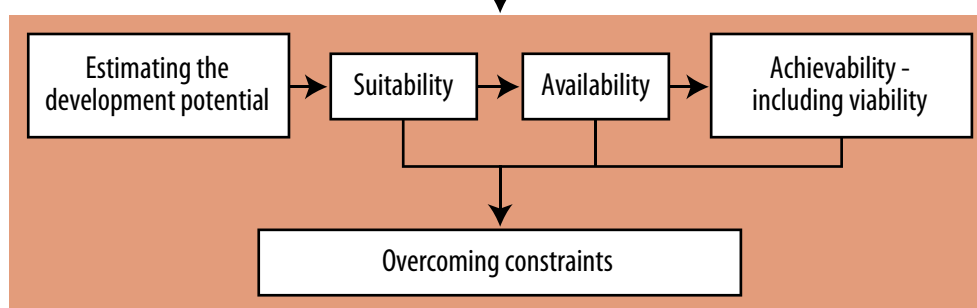 Estimating the
development potential
Suitability
Availability
Achievability -
including viability
Overcoming constraints